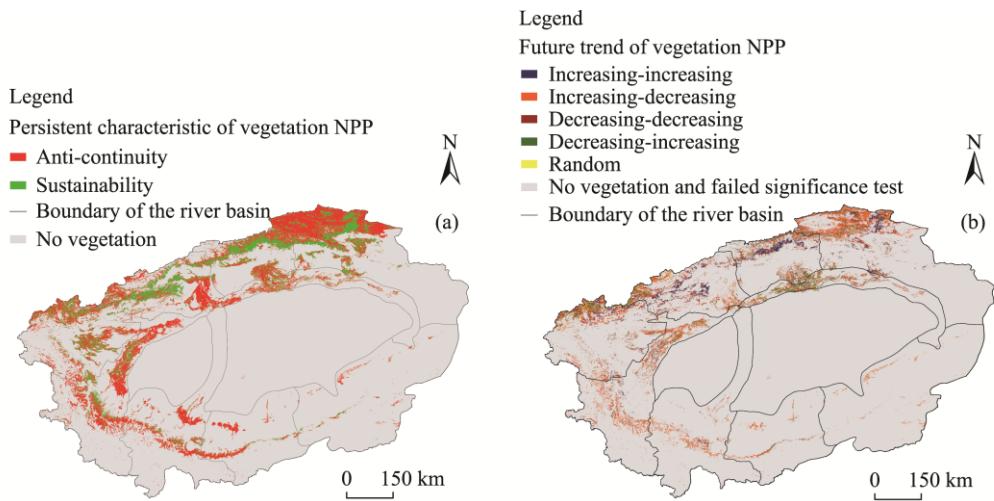 Legend
Persistent characteristic of vegetation NPP
Anti-continuity
Sustainability
Boundary of the river basin
No vegetation
N
(a)
0 150 km
Legend
Future trend of vegetation NPP
Increasing-increasing
Increasing-decreasing
Decreasing-decreasing
Decreasing-increasing
Random
No vegetation and failed significance test
Boundary of the river basin
N
(b)
0 150 km